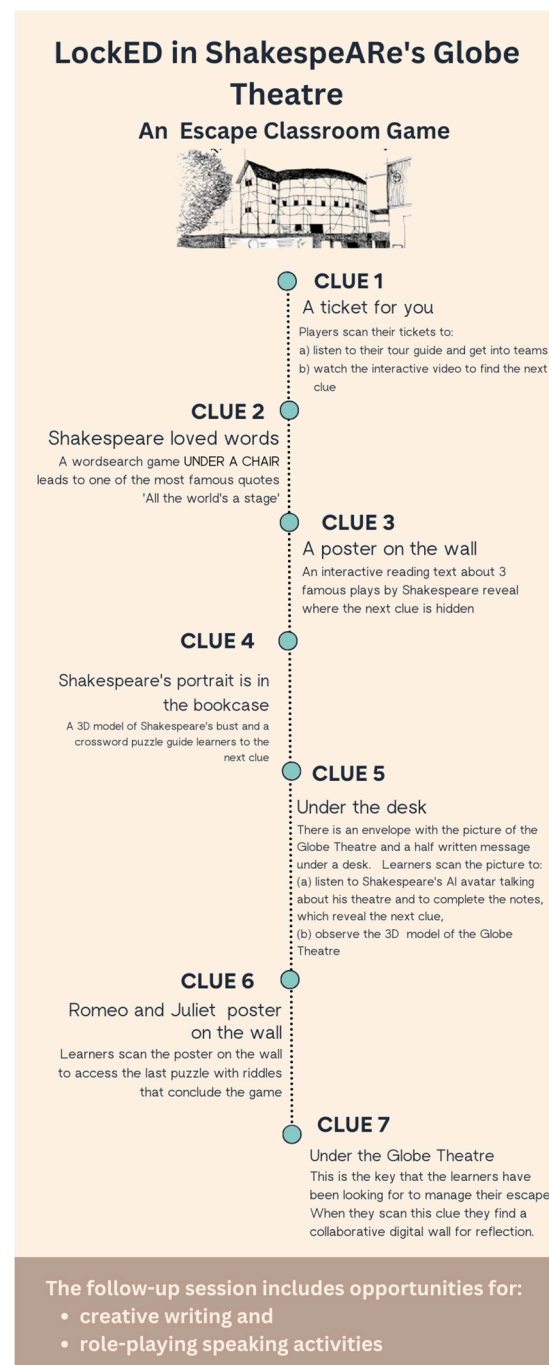 LockED in ShakespeARe's Globe
Theatre
An Escape Classroom Game
CLUE 1
A ticket for you
Players scan their tickets to:
a) listen to their tour guide and get into teams
b) watch the interactive video to find the next
clue
CLUE 2
Shakespeare loved words
A wordsearch game UNDER A CHAIR
leads to one of the most famous quotes
'All the world's a stage'
CLUE 3
A poster on the wall
An interactive reading text about 3
famous plays by Shakespeare reveal
where the next clue is hidden
CLUE 4
Shakespeare's portrait is in
the bookcase
A 3D model of Shakespeare's bust and a
crossword puzzle guide learners to the
next clue
CLUE 5
Under the desk
There is an envelope with the picture of the
Globe Theatre and a half written message
under a desk. Learners scan the picture to:
(a) listen to Shakespeare's AI avatar talking
about his theatre and to complete the notes,
which reveal the next clue,
(b) observe the 3D model of the Globe
Theatre
CLUE 6
Romeo and Juliet poster
on the wall
Learners scan the poster on the wall
to access the last puzzle with riddles
that conclude the game
CLUE 7
Under the Globe Theatre
This is the key that the learners have
been looking for to manage their escape
When they scan this clue they find a
collaborative digital wall for reflection.
The follow-up session includes opportunities for:
• creative writing and
• role-playing speaking activities